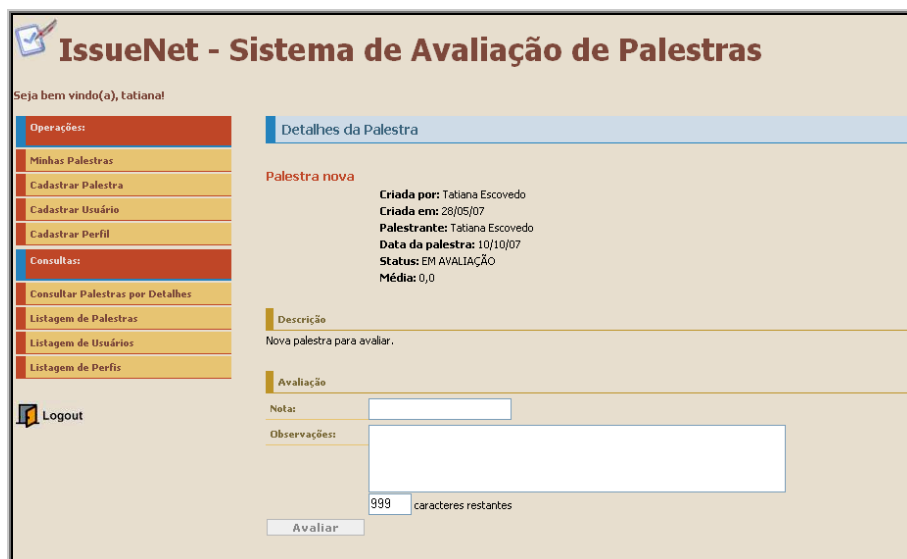 IssueNet - Sistema de Avaliação de Palestras
Seja bem vindo(a), tatiana!
Operações:
Minhas Palestras
Cadastrar Palestra
Cadastrar Usuário
Cadastrar Perfil
Consultas:
Consultar Palestras por Detalhes
Listagem de Palestras
Listagem de Usuários
Listagem de Perfis
Logout
Detalhes da Palestra
Palestra nova
Criada por: Tatiana Escovedo
Criada em: 28/05/07
Palestrante: Tatiana Escovedo
Data da palestra: 10/10/07
Status: EM AVALIAÇÃO
Média: 0,0
Descrição
Nova palestra para avaliar.
Avaliação
Nota:
Observações:
999 caracteres restantes
Avaliar